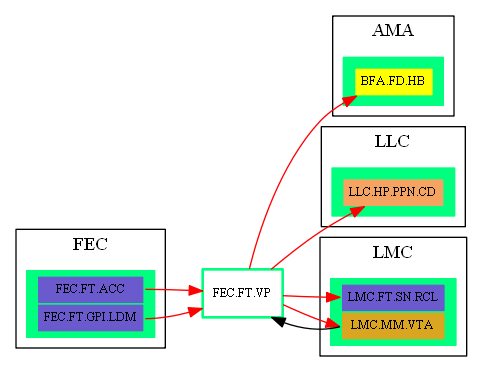 AMA
BFA.FD.HB
LLC
LLC.HP.PPN.CD
FEC
FEC.FT.ACC
FEC.FT.GPI.LDM
FEC.FT.VP
LMC
LMC.FT.SN.RCL
LMC.MM.VTA